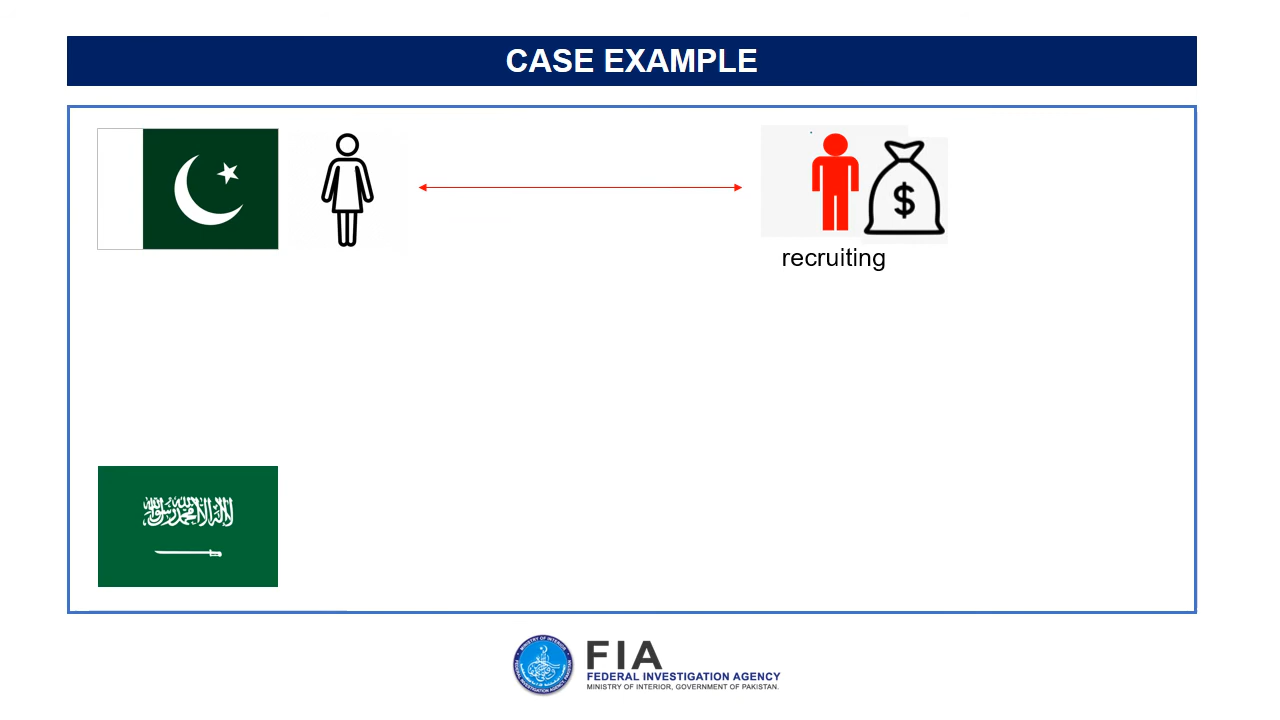 CASE EXAMPLE
$
recruiting
لا إله إلا الله محمد رسول الله
FIA
FEDERAL INVESTIGATION AGENCY
MINISTRY OF INTERIOR, GOVERNMENT OF PAKISTAN.